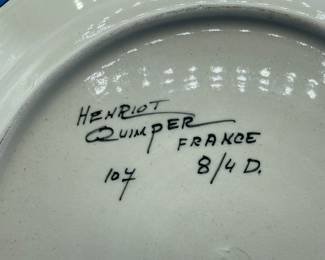 HENRIOT
QUIMPER FRANCE
107 8/4 D.